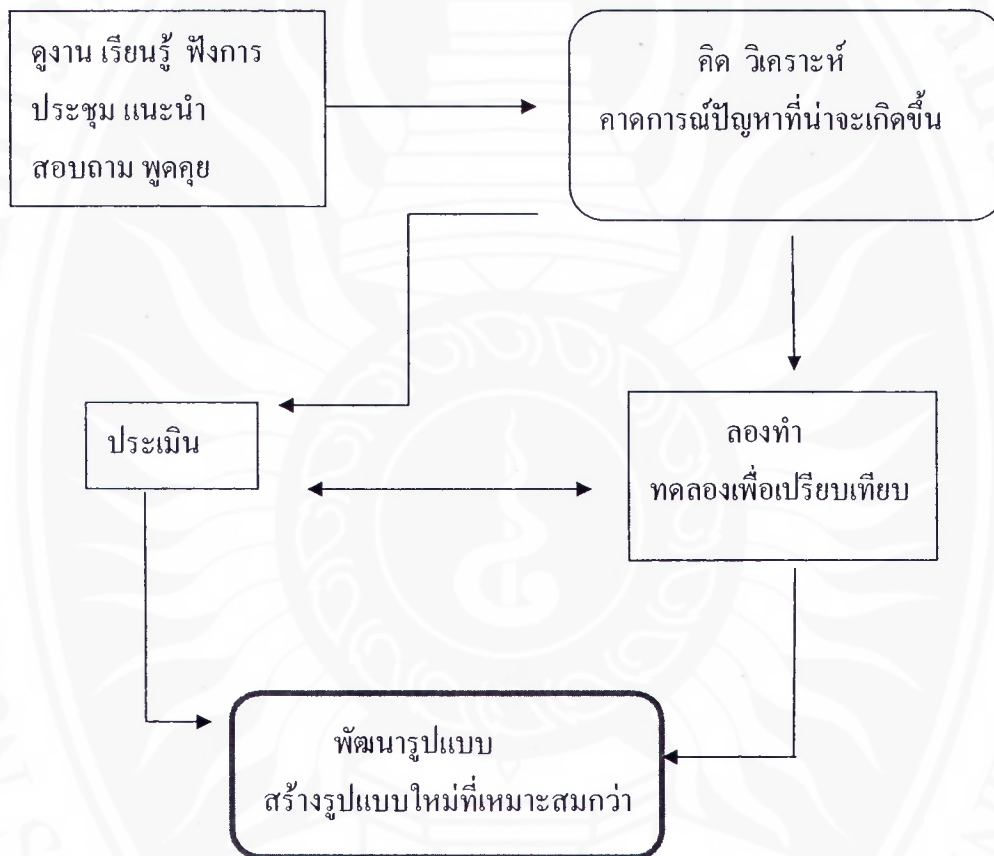 ดูงาน เรียนรู้ ฟังการ
ประชุม แนะนำ
สอบถาม พูดคุย
คิด วิเคราะห์
คาดการณ์ปัญหาที่น่าจะเกิดขึ้น
ประเมิน
ลองทำ
ทดลองเพื่อเปรียบเทียบ
พัฒนารูปแบบ
สร้างรูปแบบใหม่ที่เหมาะสมกว่า